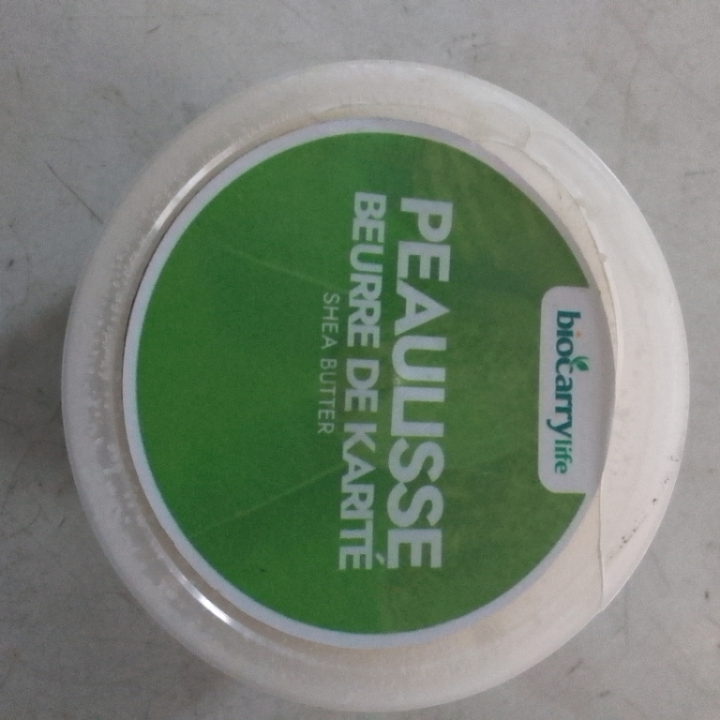 biocarrylife
PEAULISSE
BEURRE DE KARITÉ
SHEA BUTTER